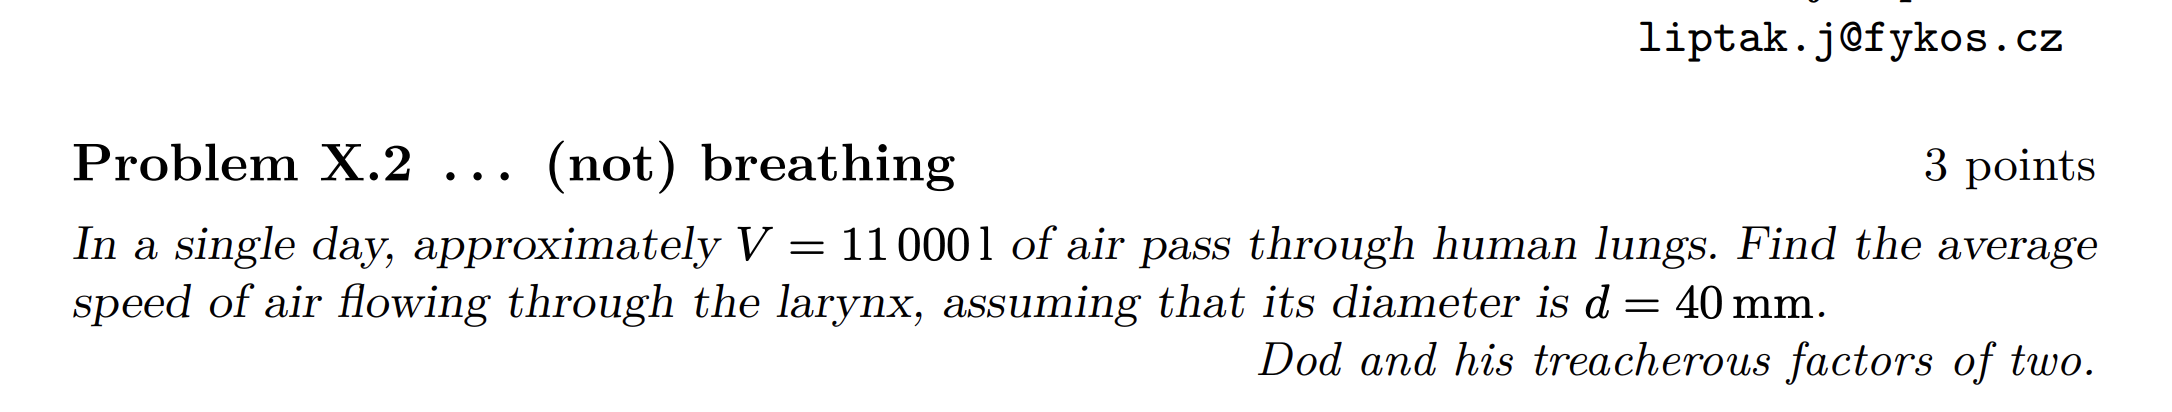 liptak.j@fykos.cz
Problem X.2 ... (not) breathing 3 points
In a single day, approximately V = 11 000 l of air pass through human lungs. Find the average
speed of air flowing through the larynx, assuming that its diameter is d = 40 mm.
Dod and his treacherous factors of two.